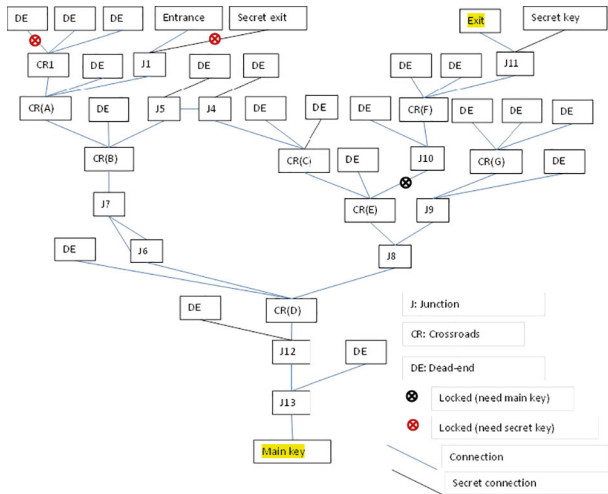 DE
DE
DE
Entrance
Secret exit
Exit
Secret key
CR1
DE
J1
DE
DE
DE
DE
J11
CR(A)
DE
J5
J4
DE
DE
DE
CR(F)
DE
DE
DE
CR(B)
CR(C)
DE
J10
CR(G)
DE
J?
CR(E)
J9
DE
J6
J8
DE
CR(D)
J12
DE
J13
Main key
J: Junction
CR: Crossroads
DE: Dead-end
Locked (need main key)
Locked (need secret key)
Connection
Secret connection